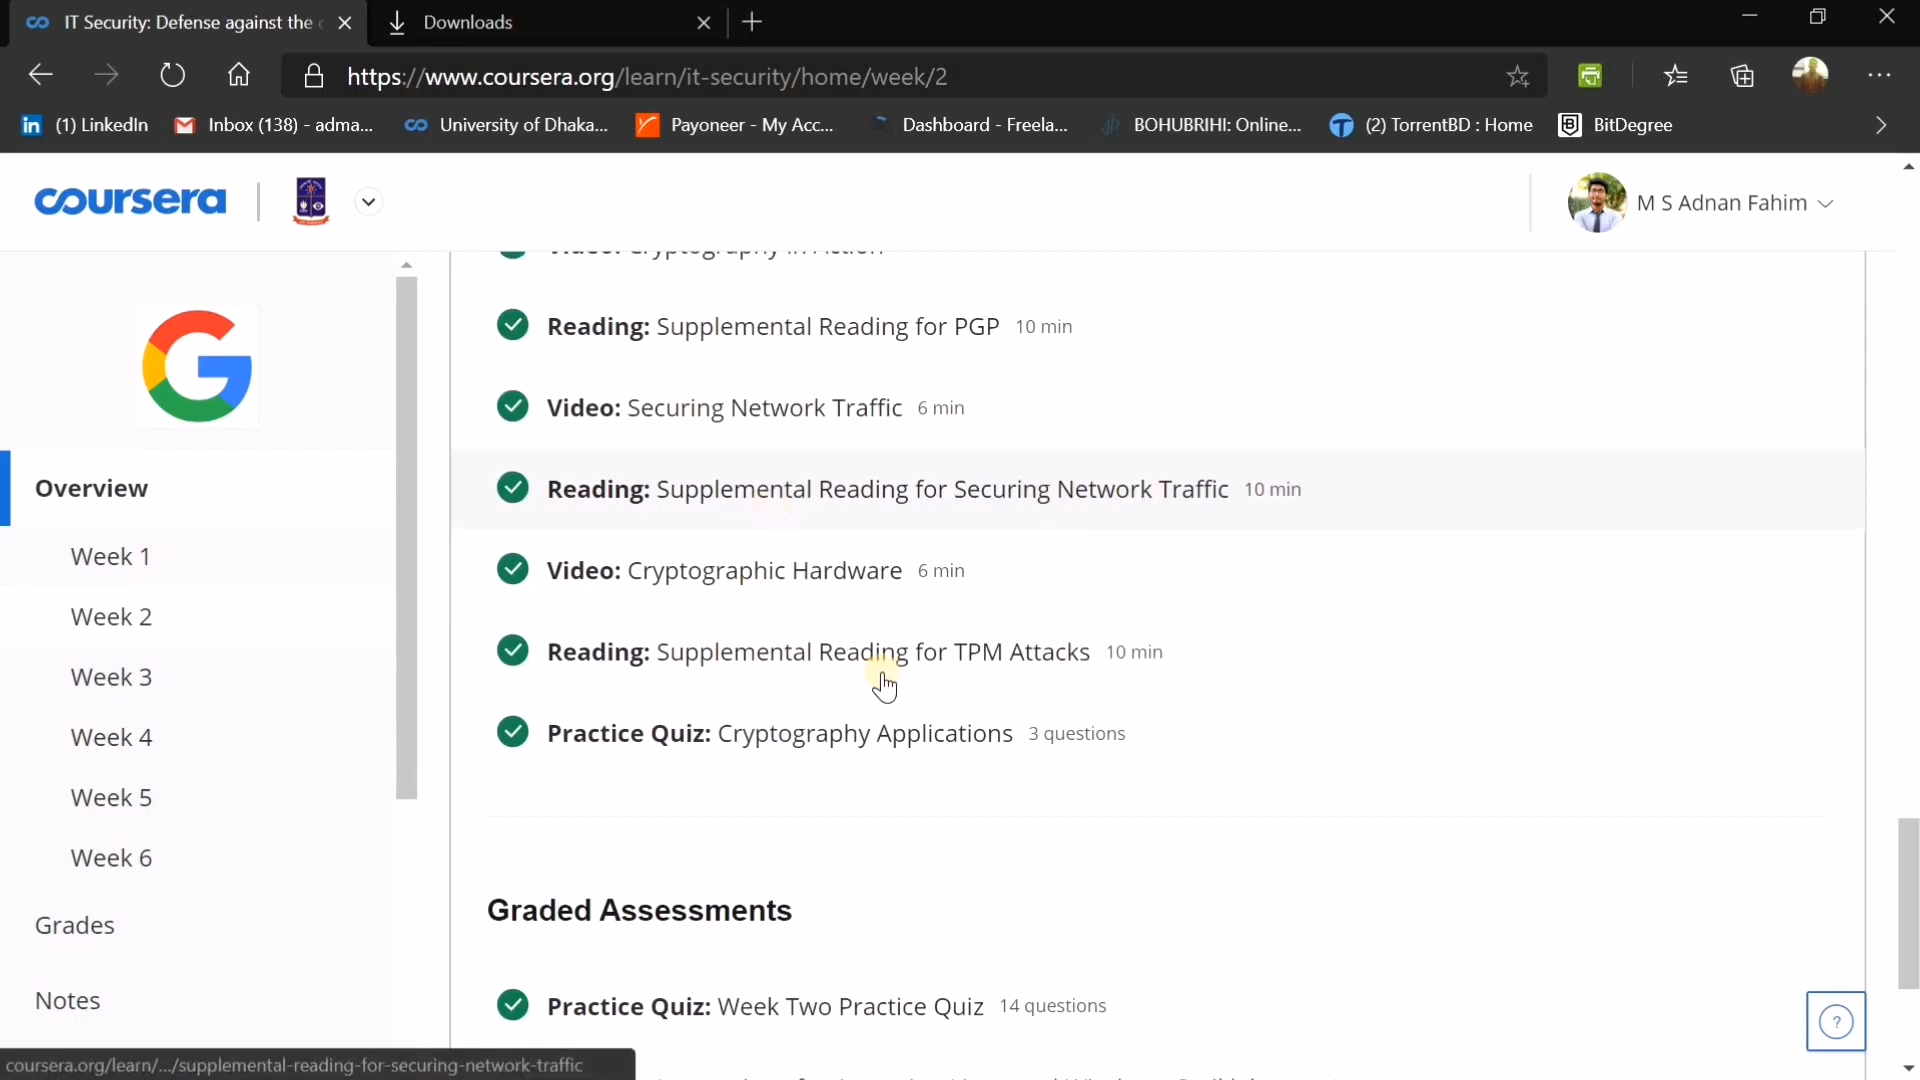 IT Security: Defense against the
Downloads
https://www.coursera.org/learn/it-security/home/week/2
(1) LinkedIn
Inbox (138) - adma...
University of Dhaka...
Payoneer - My Acc...
Dashboard - Freela...
BOHUBRIHI: Online...
(2) TorrentBD : Home
BitDegree
coursera
M S Adnan Fahim
Overview
Week 1
Week 2
Week 3
Week 4
Week 5
Week 6
Grades
Notes
Video: Cryptography in Action
Reading: Supplemental Reading for PGP 10 min
Video: Securing Network Traffic 6 min
Reading: Supplemental Reading for Securing Network Traffic 10 min
Video: Cryptographic Hardware 6 min
Reading: Supplemental Reading for TPM Attacks 10 min
Practice Quiz: Cryptography Applications 3 questions
Graded Assessments
Practice Quiz: Week Two Practice Quiz 14 questions
coursera.org/learn/.../supplemental-reading-for-securing-network-traffic